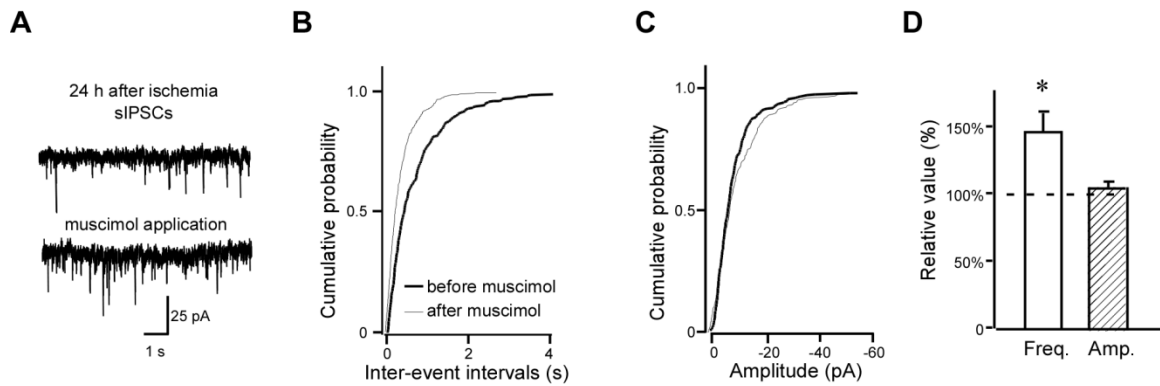 A
24 h after ischemia
sIPSCs
muscimol application
25 pA
1 s
B
Cumulative probability
1.0
0.5
0
before muscimol
after muscimol
0
2
4
Inter-event intervals (s)
C
Cumulative probability
1.0
0.5
0
0
-20
-40
-60
Amplitude (pA)
D
Relative value (%)
150%
100%
50%
0
*
Freq.
Amp.